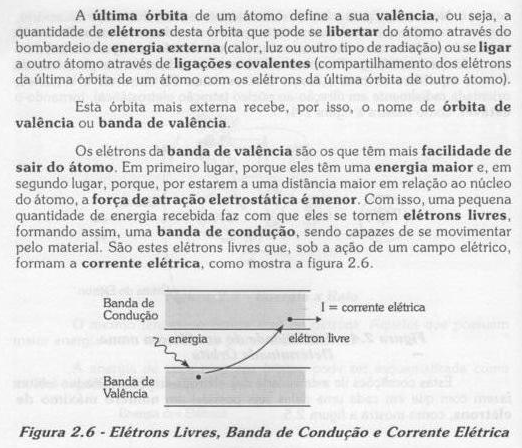 A última órbita de um átomo define a sua valência, ou seja, a
quantidade de elétrons desta órbita que pode se libertar do átomo através do
bombardeio de energia externa (calor, luz ou outro tipo de radiação) ou se ligar
a outro átomo através de ligações covalentes (compartilhamento dos elétrons
da última órbita de um átomo com os elétrons da última órbita de outro átomo).
Esta órbita mais externa recebe, por isso, o nome de órbita de
valência ou banda de valência.
Os elétrons da banda de valência são os que têm mais facilidade de
sair do átomo. Em primeiro lugar, porque eles têm uma energia maior e, em
segundo lugar, porque, por estarem a uma distância maior em relação ao núcleo
do átomo, a força de atração eletrostática é menor. Com isso, uma pequena
quantidade de energia recebida faz com que eles se tornem elétrons livres,
formando assim, uma banda de condução, sendo capazes de se movimentar
pelo material. São estes elétrons livres que, sob a ação de um campo elétrico,
formam a corrente elétrica, como mostra a figura 2.6.
Banda de
Condução
I = corrente elétrica
energia
elétron livre
Banda de
Valência
Figura 2.6 - Elétrons Livres, Banda de Condução e Corrente Elétrica